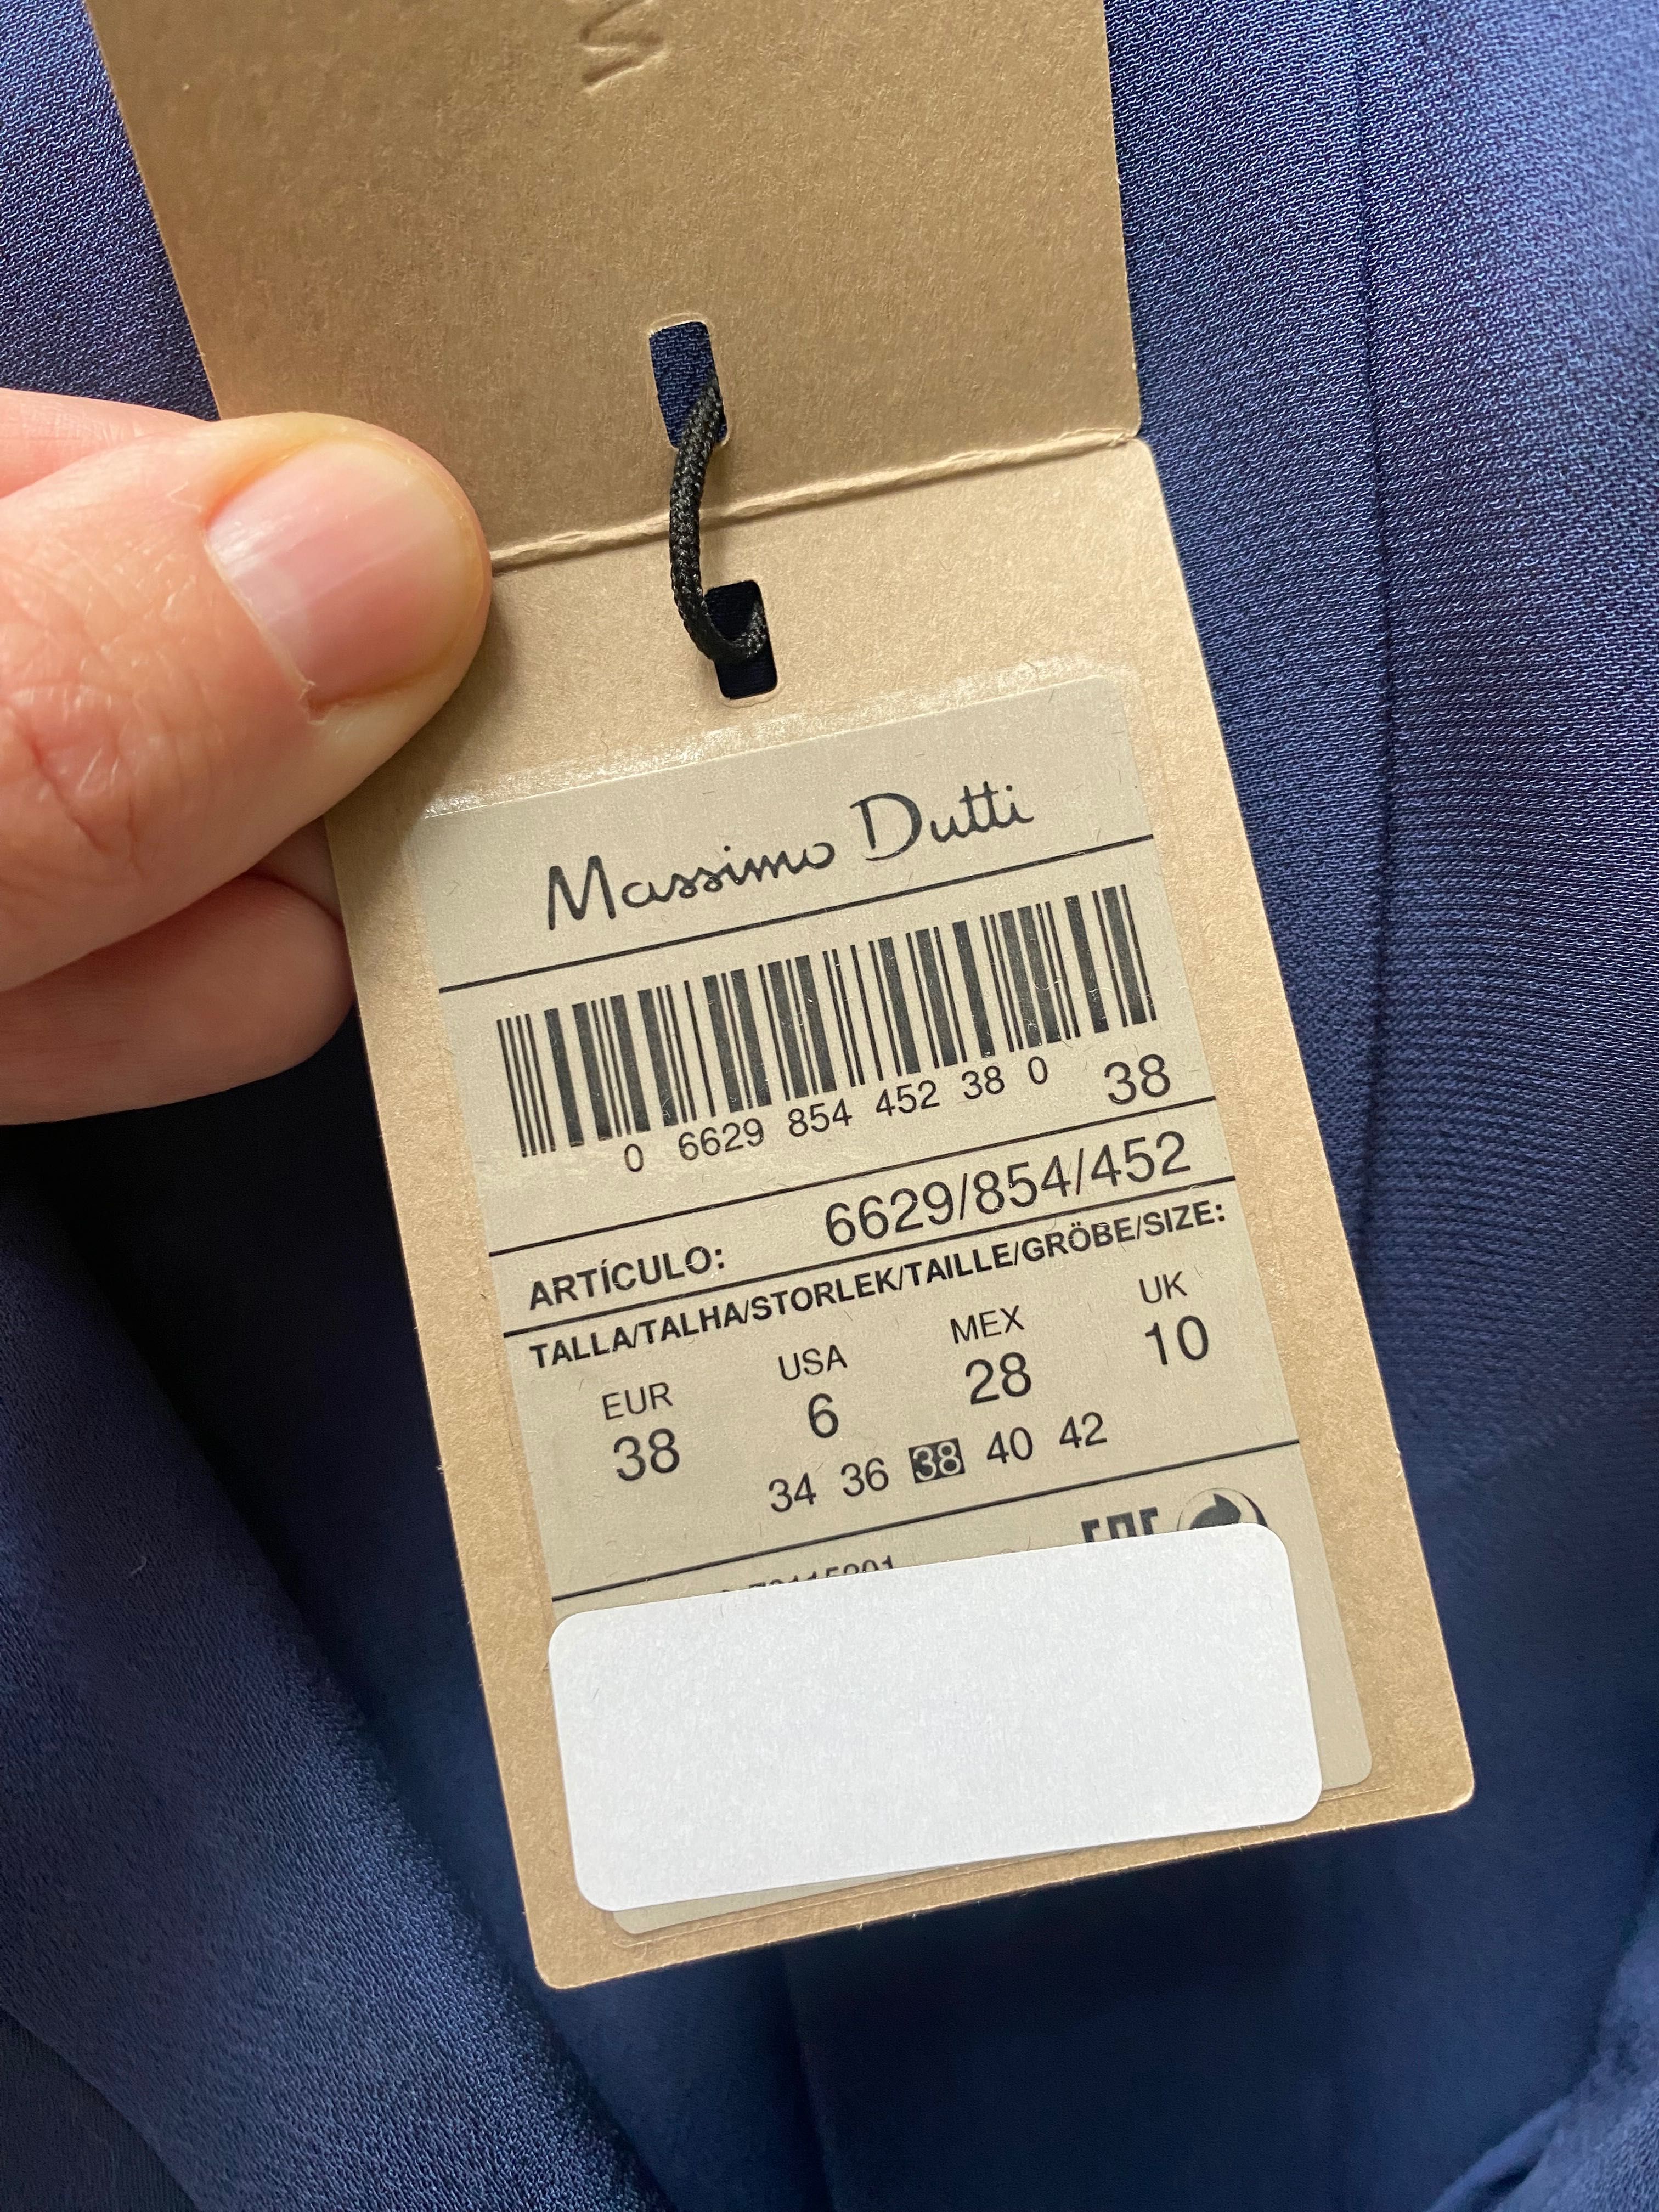 Massimo Dutti
0 6629 854 452 38 0 38
ARTÍCULO: 6629/854/452
TALLA/TALHA/STORLEK/TAILLE/GRÖBE/SIZE:
EUR USA MEX UK
38 6 28 10
34 36 38 40 42